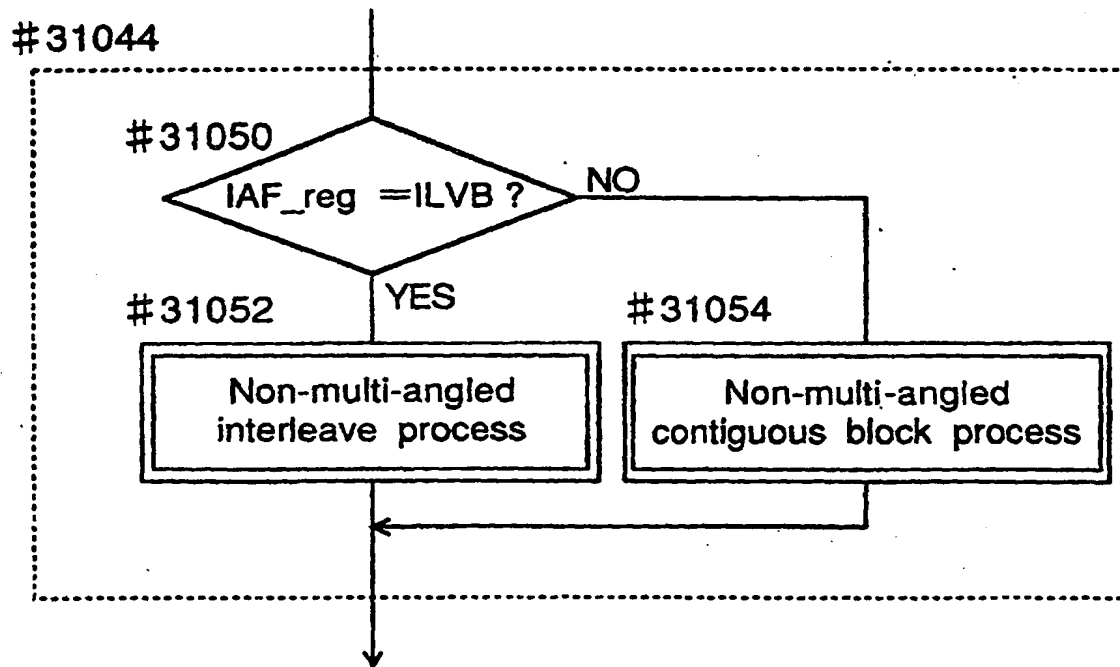 #31044
#31050
IAF_reg =ILVB ?
NO
YES
#31052
#31054
Non-multi-angled
interleave process
Non-multi-angled
contiguous block process